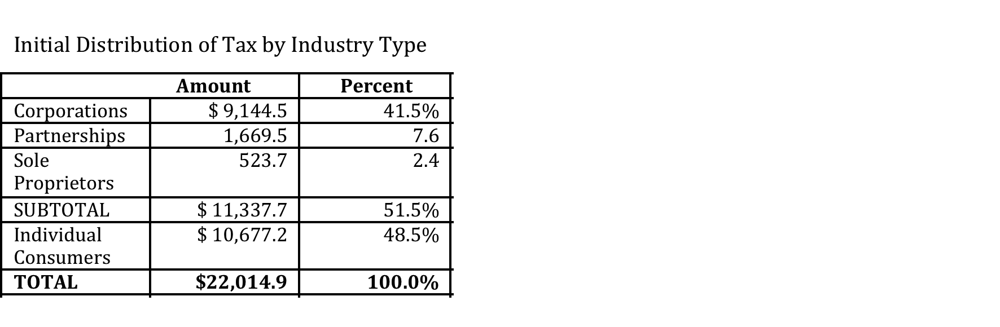 Initial Distribution of Tax by Industry Type
Amount Percent
Corporations $ 9,144.5 41.5%
Partnerships 1,669.5 7.6
Sole 523.7 2.4
Proprietors
SUBTOTAL $ 11,337.7 51.5%
Individual $ 10,677.2 48.5%
Consumers
TOTAL $22,014.9 100.0%